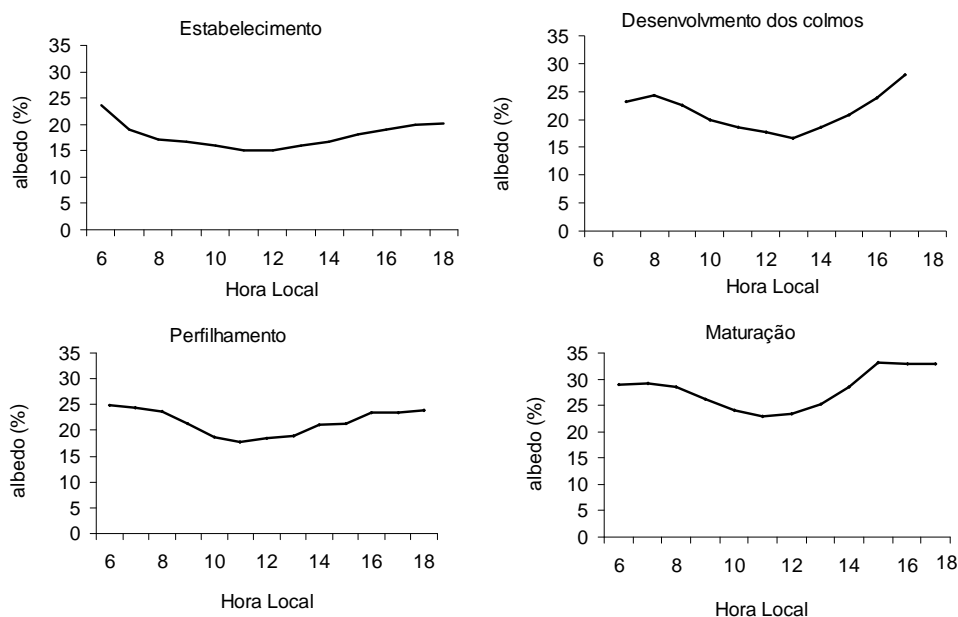 Estabelecimento
35
30
25
20
15
10
5
0
albedo (%)
6 8 10 12 14 16 18
Hora Local
Desenvolvmento dos colmos
35
30
25
20
15
10
5
0
albedo (%)
6 8 10 12 14 16 18
Hora Local
Perfilhamento
35
30
25
20
15
10
5
0
albedo (%)
6 8 10 12 14 16 18
Hora Local
Maturação
35
30
25
20
15
10
5
0
albedo (%)
6 8 10 12 14 16 18
Hora Local